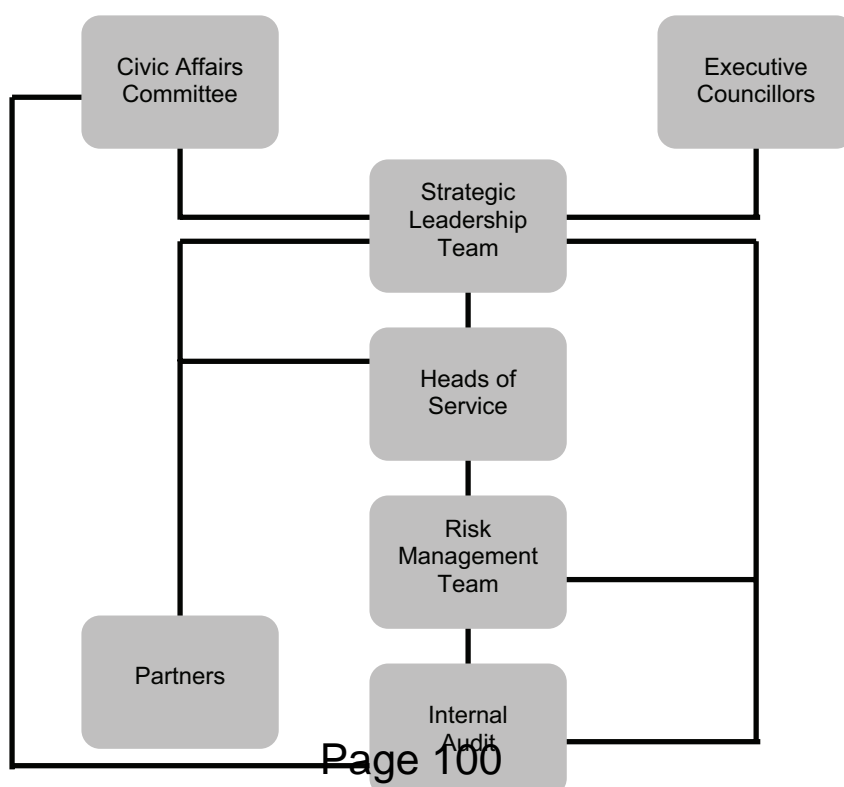 Civic Affairs
Committee
Executive
Councillors
Strategic
Leadership
Team
Heads of
Service
Risk
Management
Team
Partners
Internal
Audit
Page 100